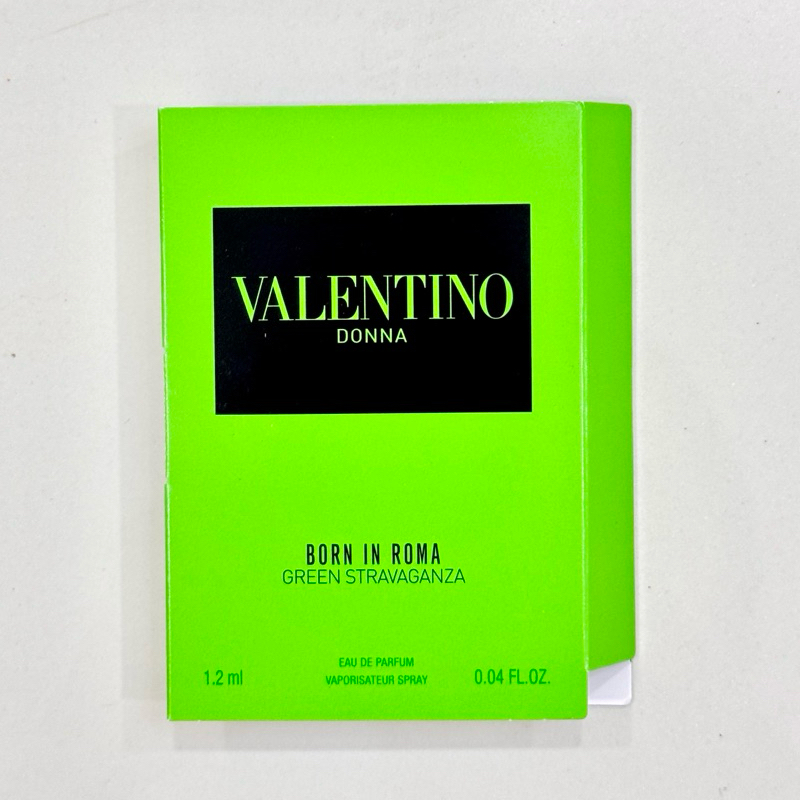 VALENTINO
DONNA
BORN IN ROMA
GREEN STRAVAGANZA
EAU DE PARFUM
1.2 ml VAPORISATEUR SPRAY 0.04 FL.OZ.